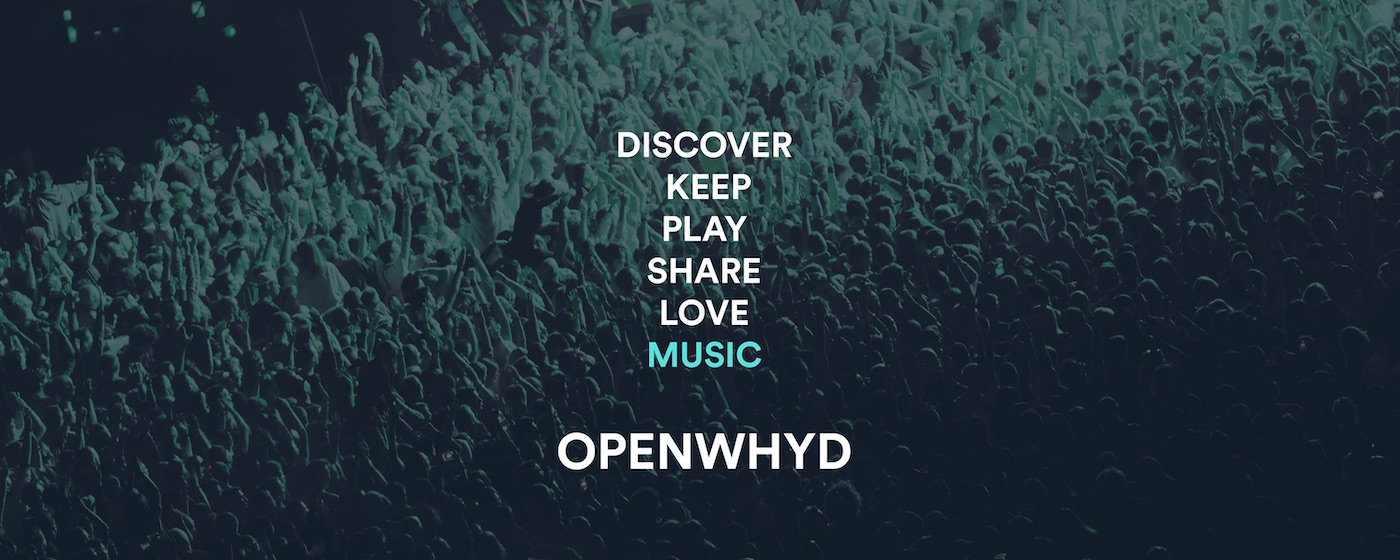 DISCOVER
KEEP
PLAY
SHARE
LOVE
MUSIC
OPENWHYD